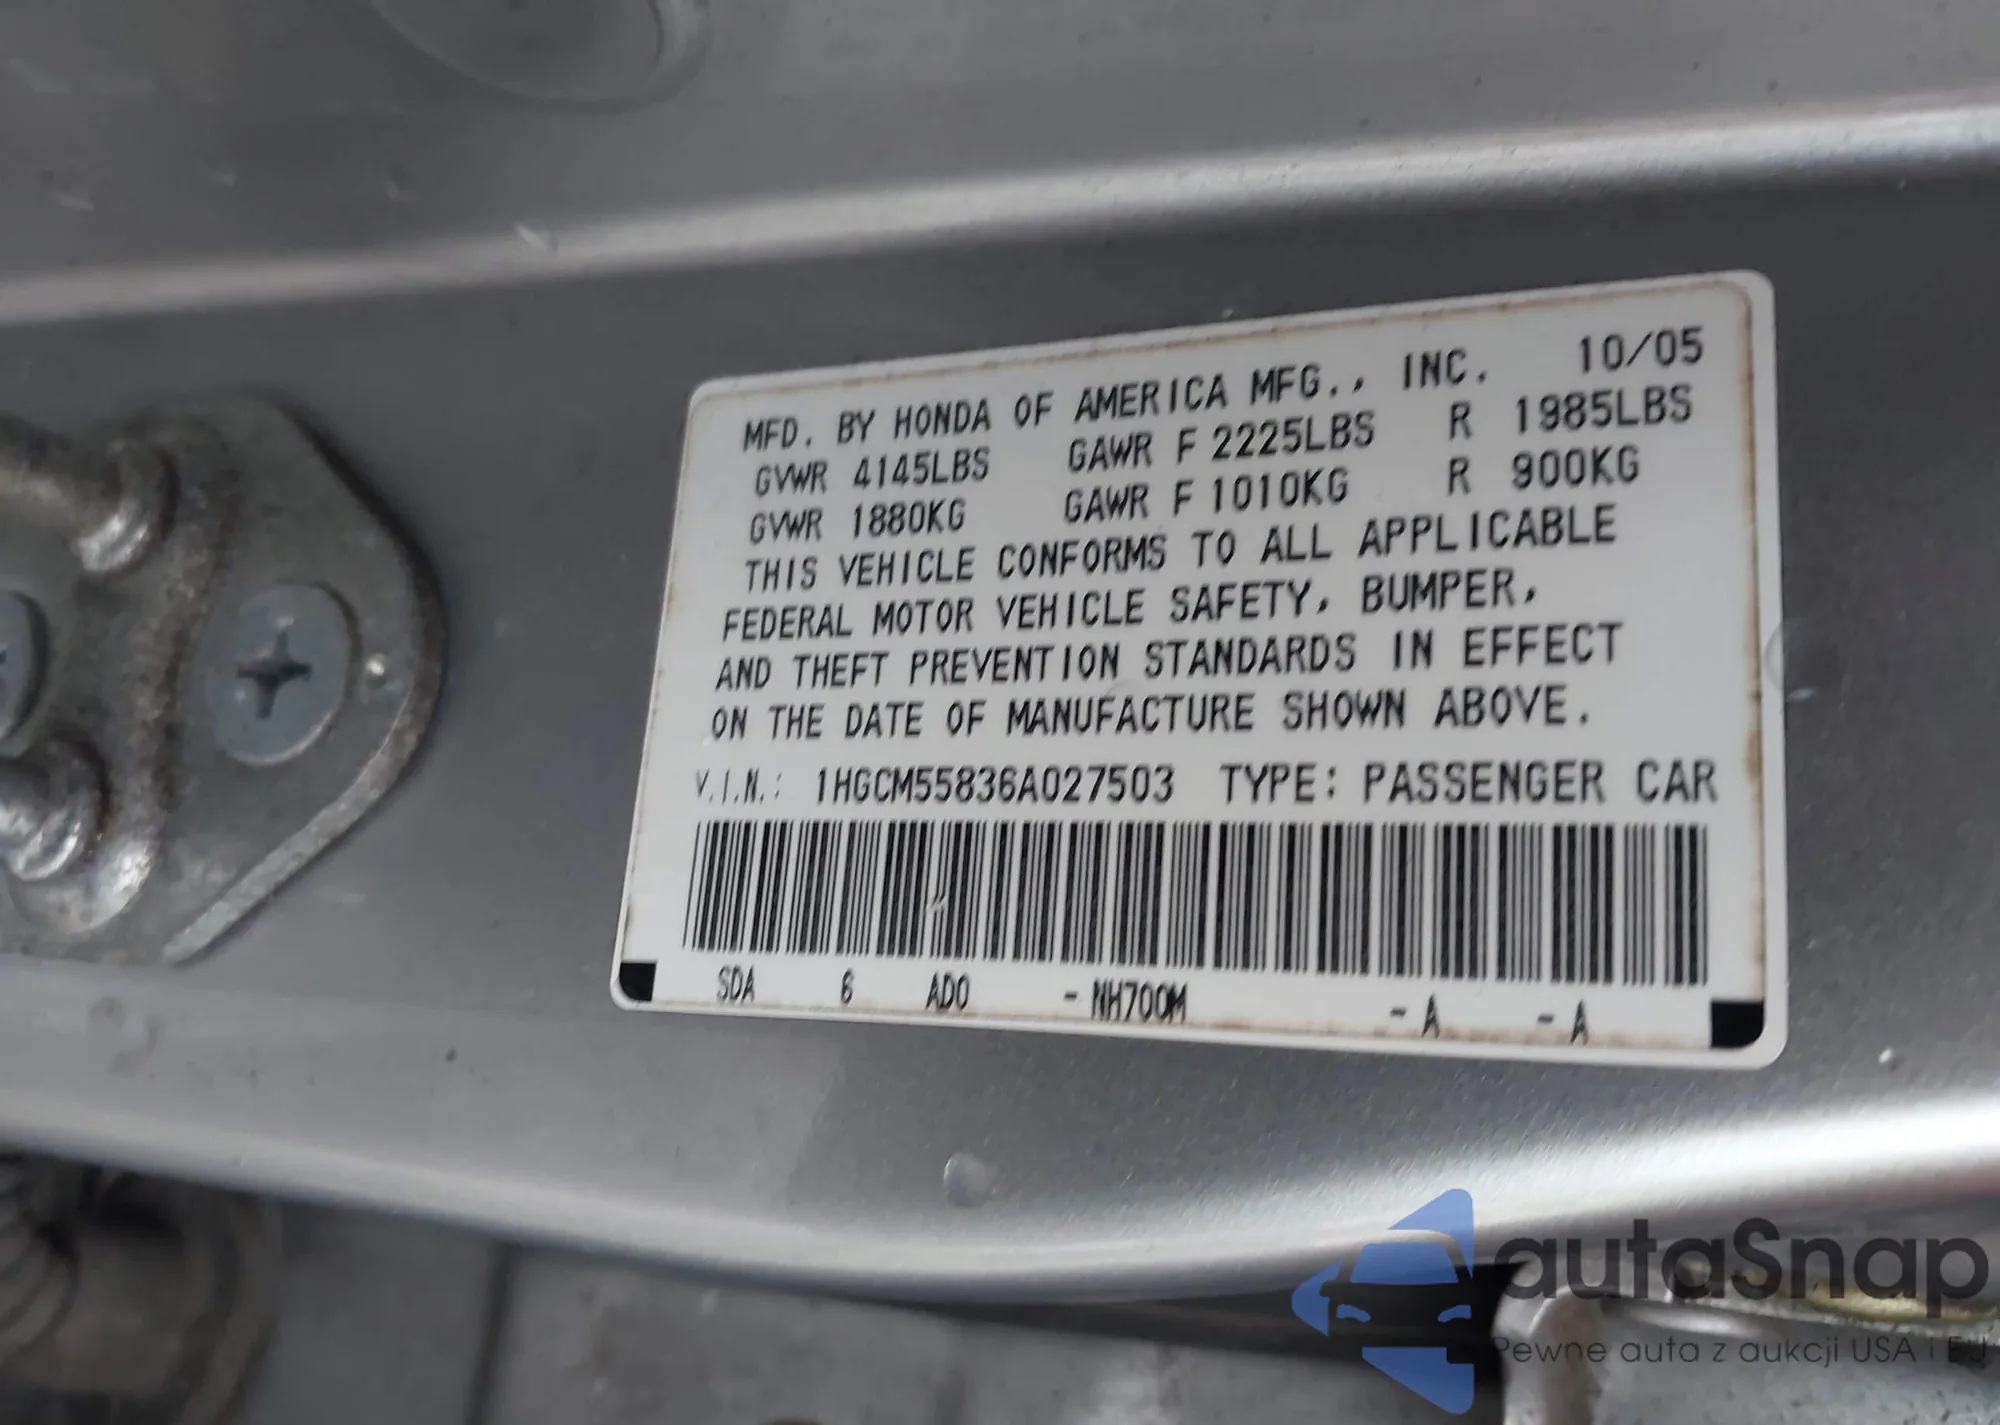 MFD. BY HONDA OF AMERICA MFG., INC. 10/05
GVWR 4145LBS GAWR F 2225LBS R 1985LBS
GVWR 1880KG GAWR F 1010KG R 900KG
THIS VEHICLE CONFORMS TO ALL APPLICABLE
FEDERAL MOTOR VEHICLE SAFETY, BUMPER,
AND THEFT PREVENTION STANDARDS IN EFFECT
ON THE DATE OF MANUFACTURE SHOWN ABOVE.
V.I.N.: 1HGCM55836A027503 TYPE: PASSENGER CAR
SDA 6 AD0 - NH700M - A - A
autaSnap
Pewne auta z aukcji USA i EU